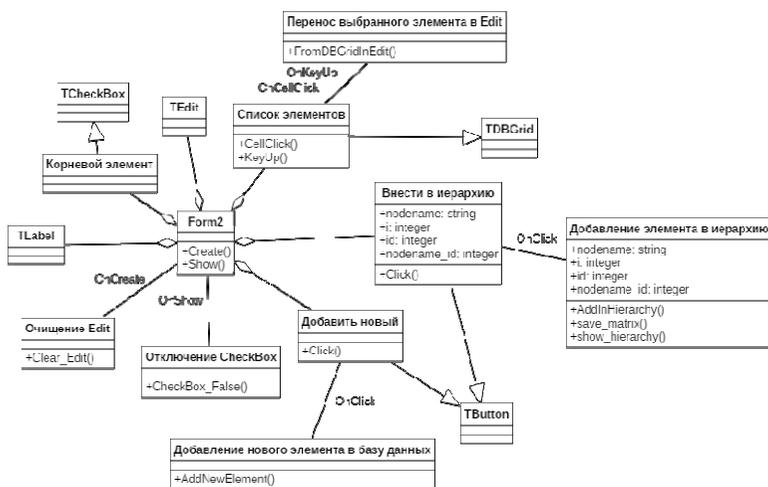 Перенос выбранного элемента в Edit
+FromDBGridInEdit()
OnKeyUp
OnCellClick
TCheckBox
TEdit
Список элементов
+CellClick()
+KeyUp()
TDBGrid
Корневой элемент
Внести в иерархию
+nodename: string
+i: integer
+id: integer
+nodename_id: integer
+Click()
OnClick
Добавление элемента в иерархию
+nodename: string
+i: integer
+id: integer
+nodename_id: integer
+AddInHierarchy()
+save_matrix()
+show_hierarchy()
TLabel
Form2
+Create()
+Show()
OnCreate
OnShow
Очищение Edit
+Clear_Edit()
Отключение CheckBox
+CheckBox_False()
Добавить новый
+Click()
OnClick
TButton
Добавление нового элемента в базу данных
+AddNewElement()